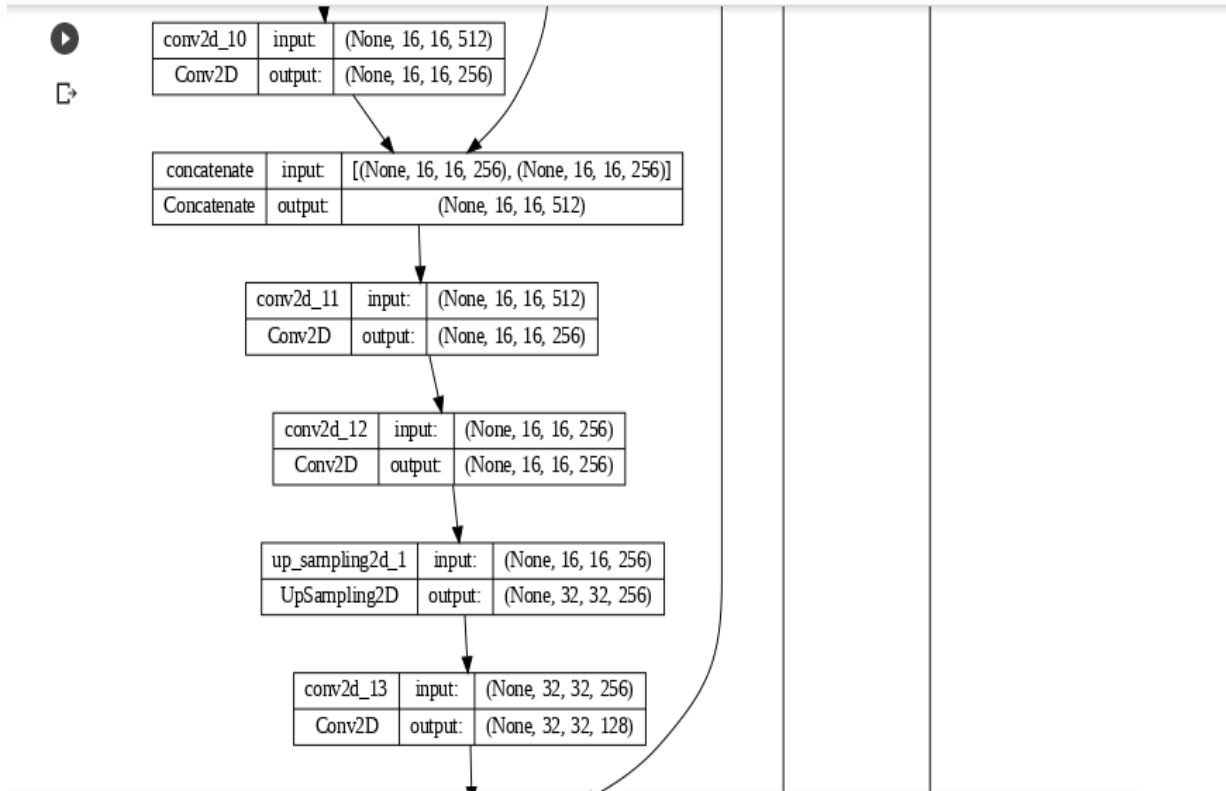 conv2d_10 input: (None, 16, 16, 512)
Conv2D output: (None, 16, 16, 256)
concatenate input: [(None, 16, 16, 256), (None, 16, 16, 256)]
Concatenate output: (None, 16, 16, 512)
conv2d_11 input: (None, 16, 16, 512)
Conv2D output: (None, 16, 16, 256)
conv2d_12 input: (None, 16, 16, 256)
Conv2D output: (None, 16, 16, 256)
up_sampling2d_1 input: (None, 16, 16, 256)
UpSampling2D output: (None, 32, 32, 256)
conv2d_13 input: (None, 32, 32, 256)
Conv2D output: (None, 32, 32, 128)